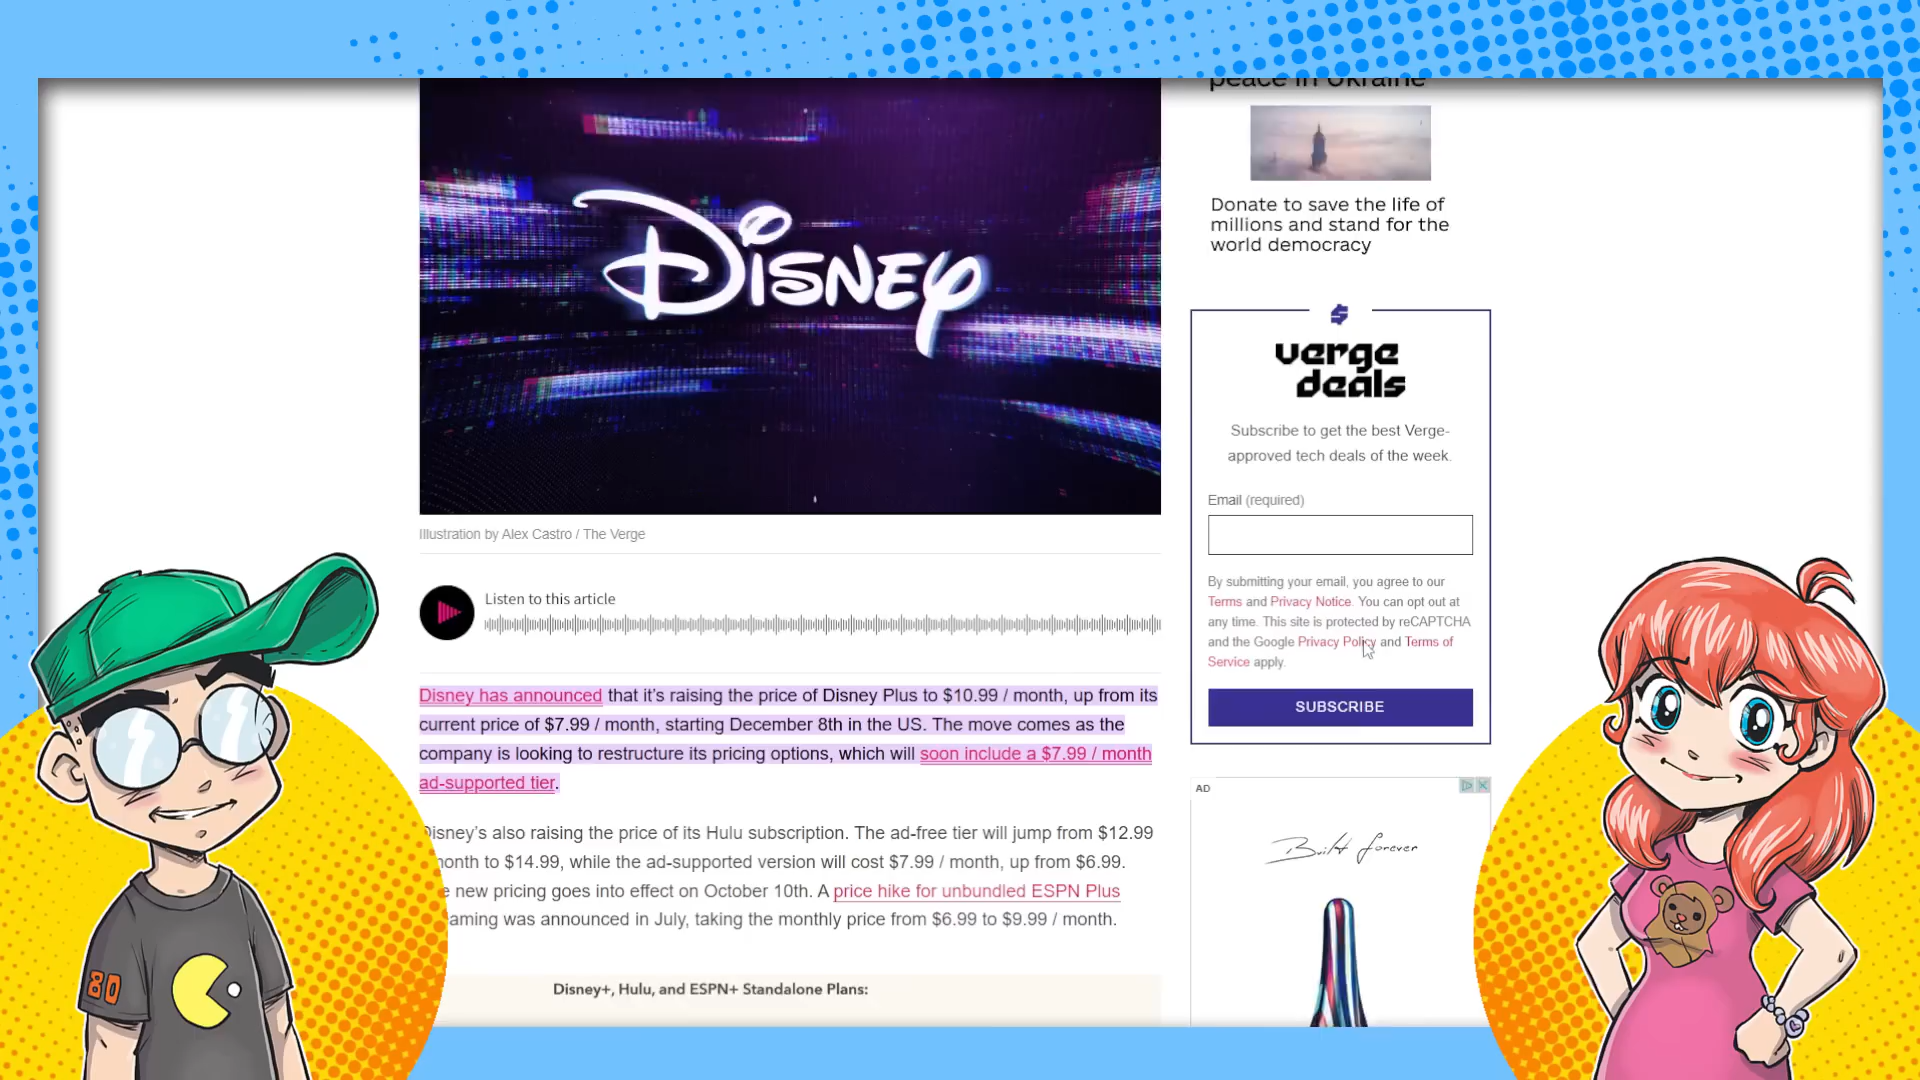 peace in Ukraine
Disney
Donate to save the life of
millions and stand for the
world democracy
$
verge
deals
Subscribe to get the best Verge-
approved tech deals of the week.
Email (required)
Illustration by Alex Castro / The Verge
By submitting your email, you agree to our
Terms and Privacy Notice. You can opt out at
any time. This site is protected by reCAPTCHA
and the Google Privacy Policy and Terms of
Service apply.
SUBSCRIBE
Listen to this article
Disney has announced that it’s raising the price of Disney Plus to $10.99 / month, up from its
current price of $7.99 / month, starting December 8th in the US. The move comes as the
company is looking to restructure its pricing options, which will soon include a $7.99 / month
ad-supported tier.
Disney’s also raising the price of its Hulu subscription. The ad-free tier will jump from $12.99
month to $14.99, while the ad-supported version will cost $7.99 / month, up from $6.99.
new pricing goes into effect on October 10th. A price hike for unbundled ESPN Plus
eaming was announced in July, taking the monthly price from $6.99 to $9.99 / month.
Disney+, Hulu, and ESPN+ Standalone Plans:
AD
Built forever
80